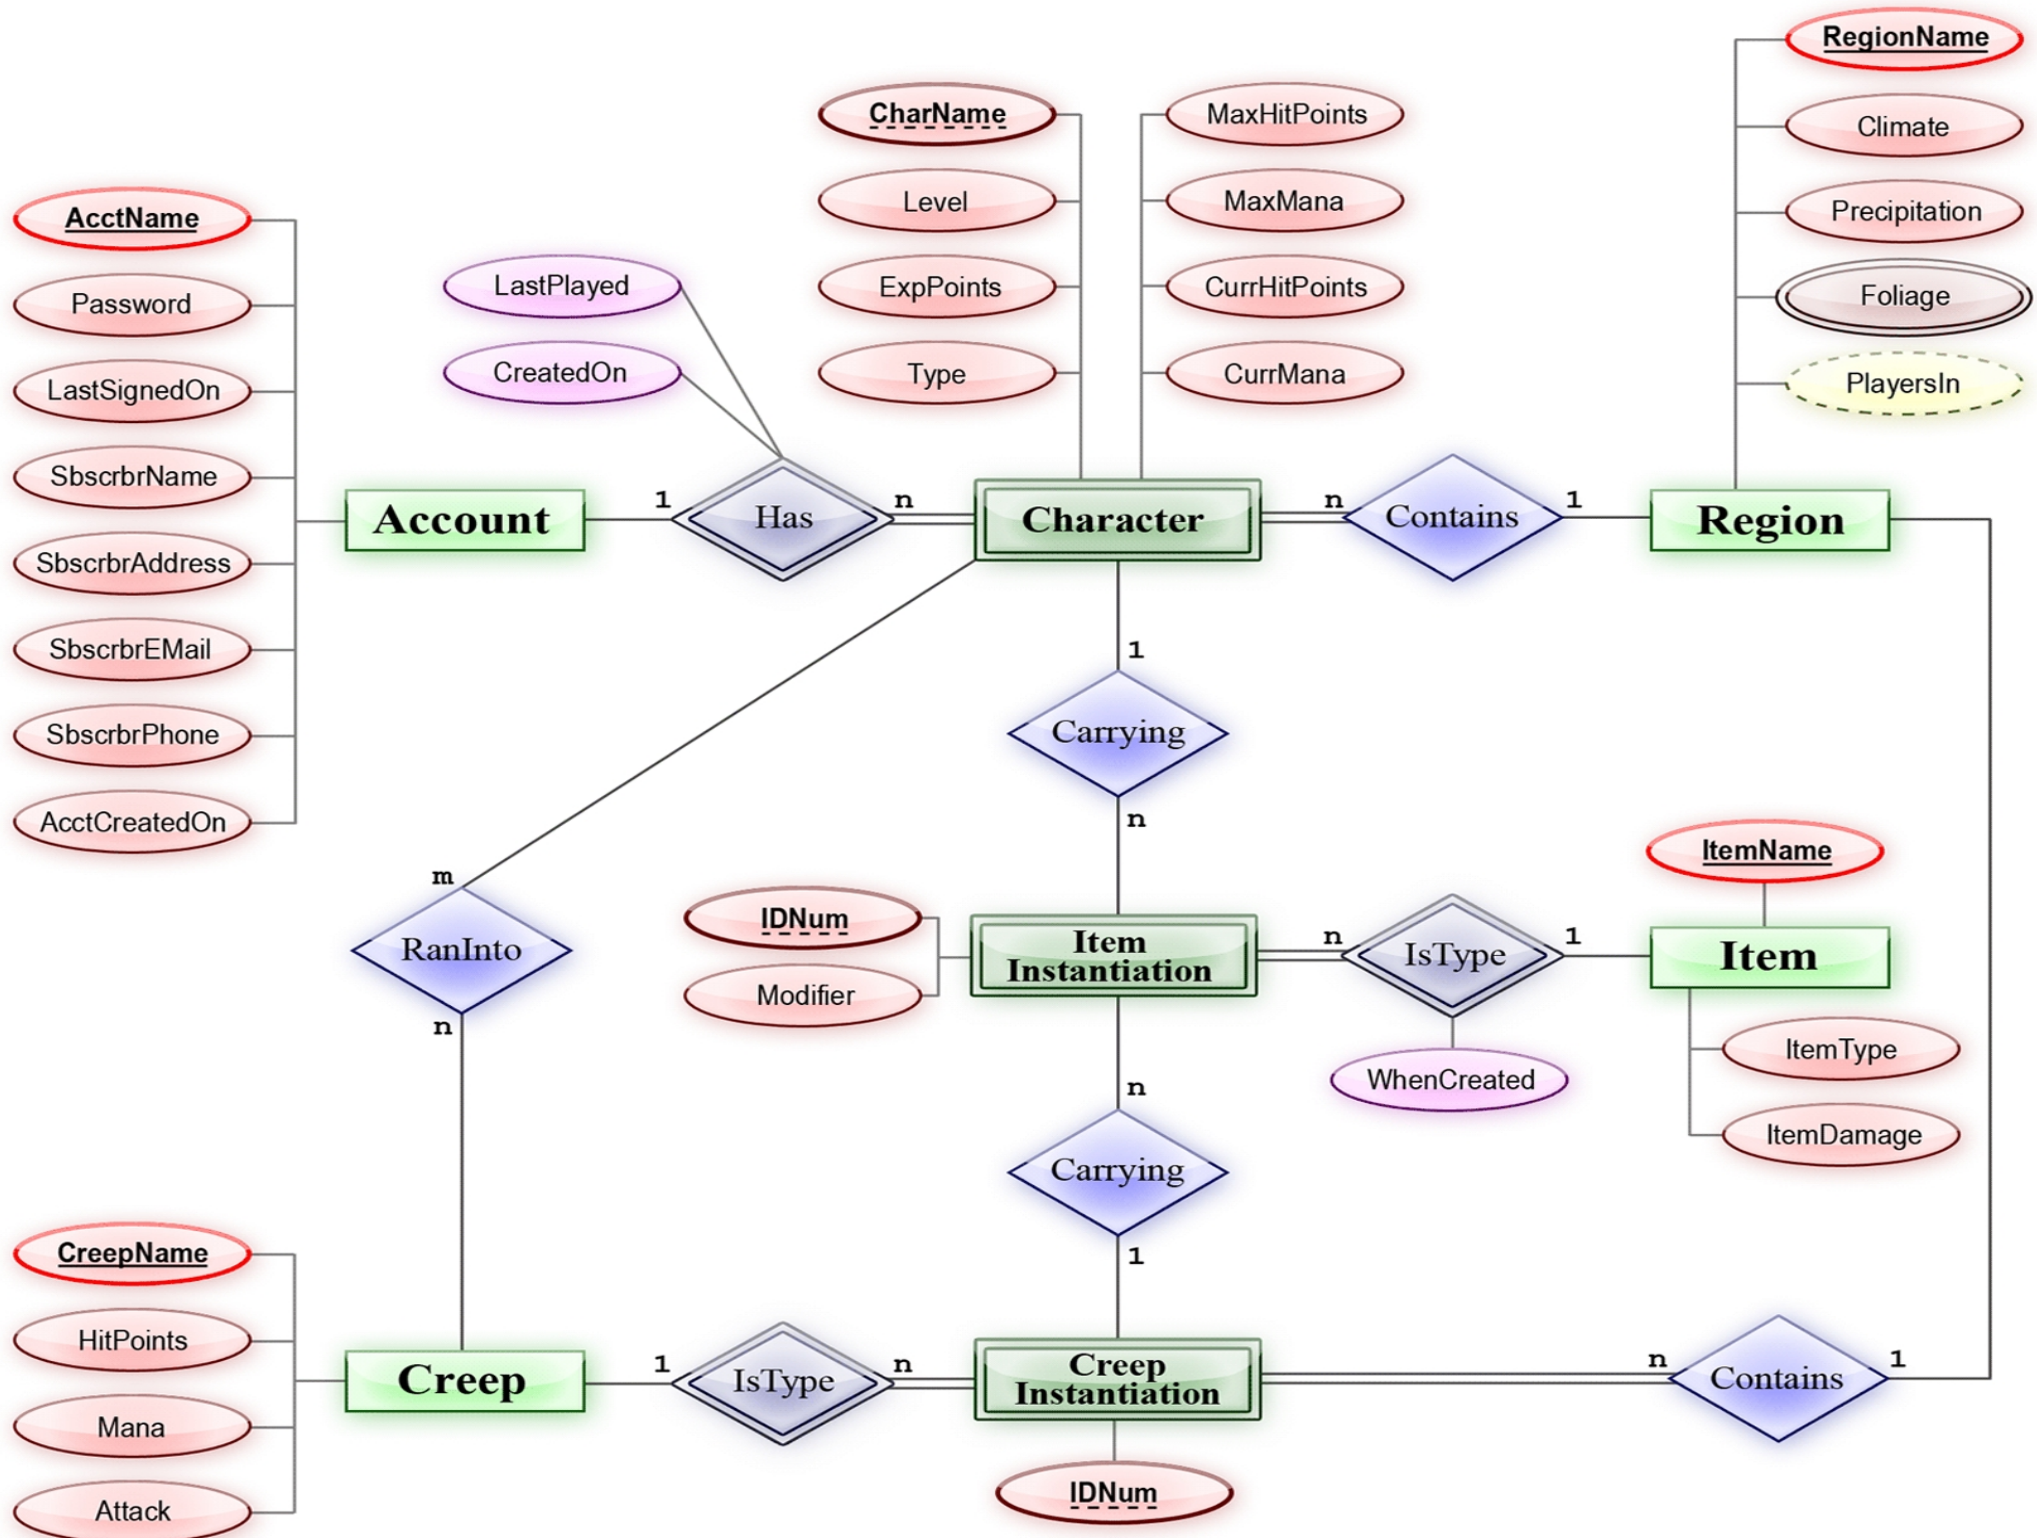 RegionName
CharName
MaxHitPoints
Climate
Level
MaxMana
Precipitation
AcctName
LastPlayed
ExpPoints
CurrHitPoints
Foliage
Password
CreatedOn
Type
CurrMana
PlayersIn
LastSignedOn
SbscrbrName
Account
1
Has
n
Character
n
Contains
1
Region
SbscrbrAddress
SbscrbrEMail
1
SbscrbrPhone
Carrying
AcctCreatedOn
n
m
ItemName
RanInto
IDNum
Modifier
Item
Instantiation
n
IsType
1
Item
n
WhenCreated
ItemType
n
ItemDamage
Carrying
1
CreepName
HitPoints
Mana
Attack
Creep
1
IsType
n
Creep
Instantiation
n
Contains
1
IDNum